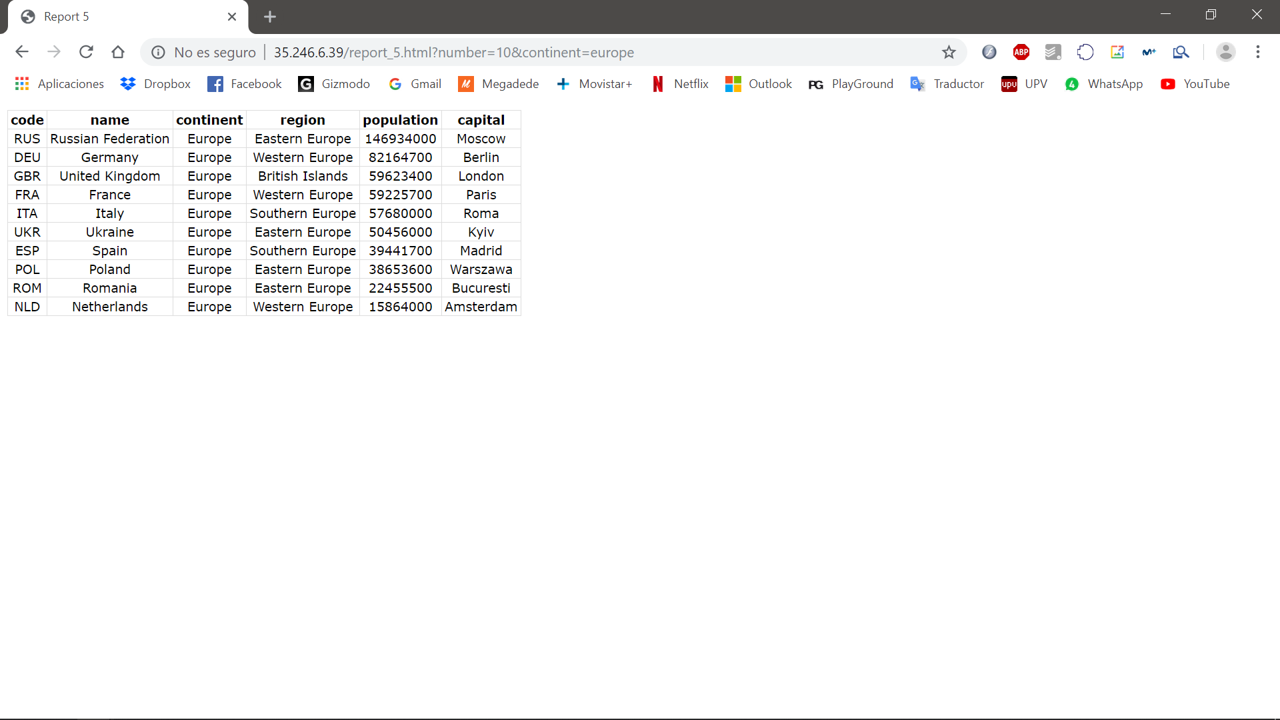 Report 5
No es seguro 35.246.6.39/report_5.html?number=10&continent=europe
ABP
Aplicaciones Dropbox Facebook G Gizmodo G Gmail Megadede Movistar+ N Netflix Outlook PG PlayGround Traductor upv UPV 4 WhatsApp YouTube
code name continent region population capital
RUS Russian Federation Europe Eastern Europe 146934000 Moscow
DEU Germany Europe Western Europe 82164700 Berlin
GBR United Kingdom Europe British Islands 59623400 London
FRA France Europe Western Europe 59225700 Paris
ITA Italy Europe Southern Europe 57680000 Roma
UKR Ukraine Europe Eastern Europe 50456000 Kyiv
ESP Spain Europe Southern Europe 39441700 Madrid
POL Poland Europe Eastern Europe 38653600 Warszawa
ROM Romania Europe Eastern Europe 22455500 Bucuresti
NLD Netherlands Europe Western Europe 15864000 Amsterdam